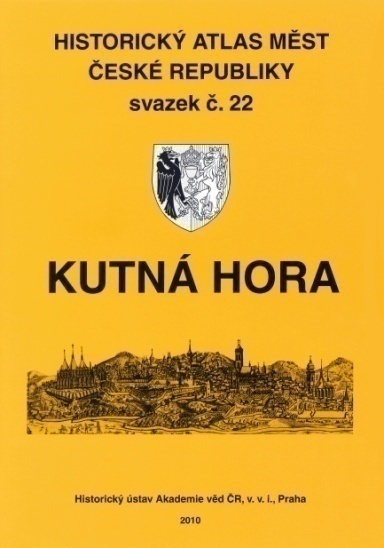 HISTORICKÝ ATLAS MĚST
ČESKÉ REPUBLIKY
svazek č. 22
KUTNÁ HORA
Historický ústav Akademie věd ČR, v. v. i., Praha
2010